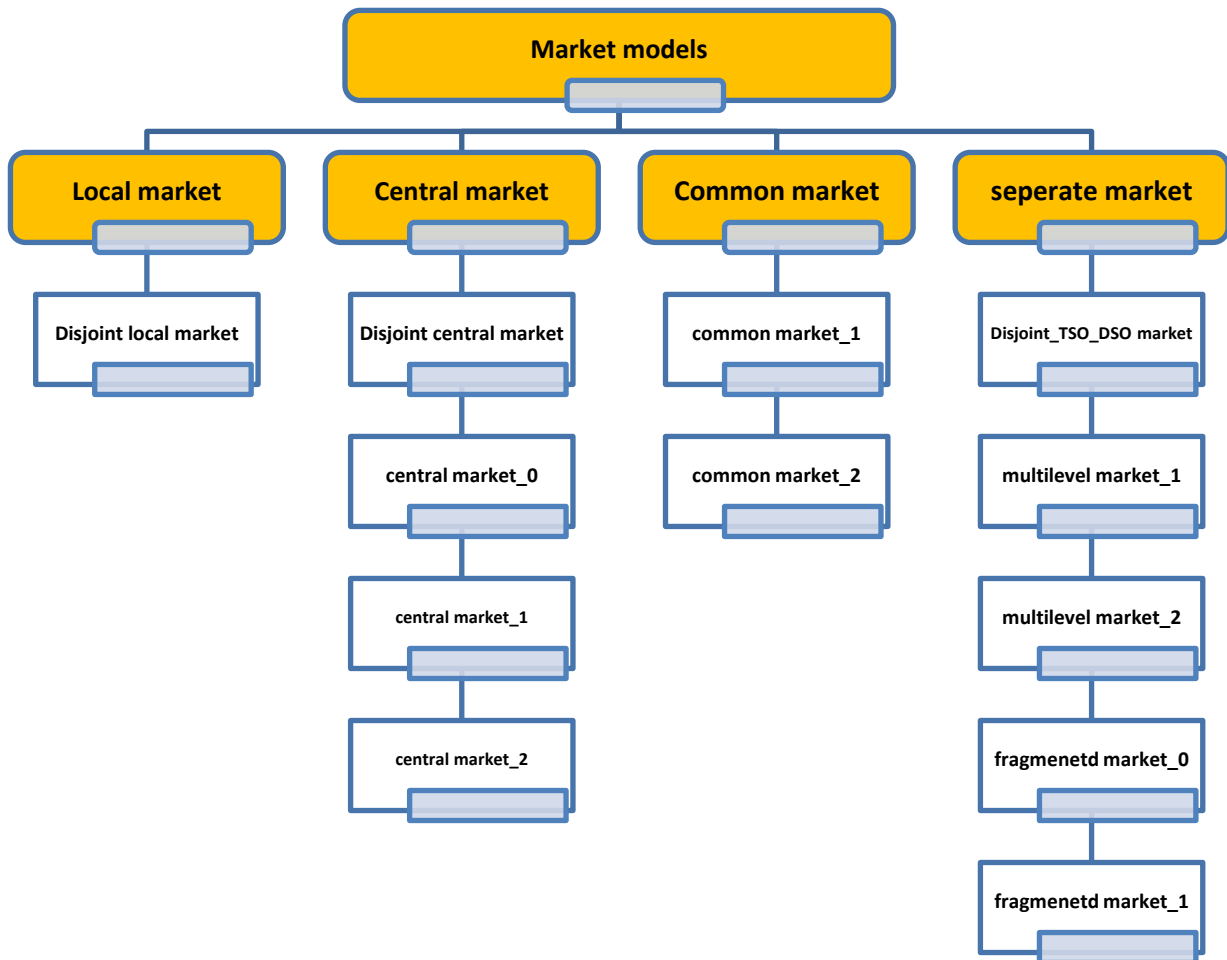 Market models
Local market
Central market
Common market
seperate market
Disjoint local market
Disjoint central market
common market_1
Disjoint_TSO_DSO market
central market_0
common market_2
multilevel market_1
central market_1
multilevel market_2
central market_2
fragmenetd market_0
fragmenetd market_1